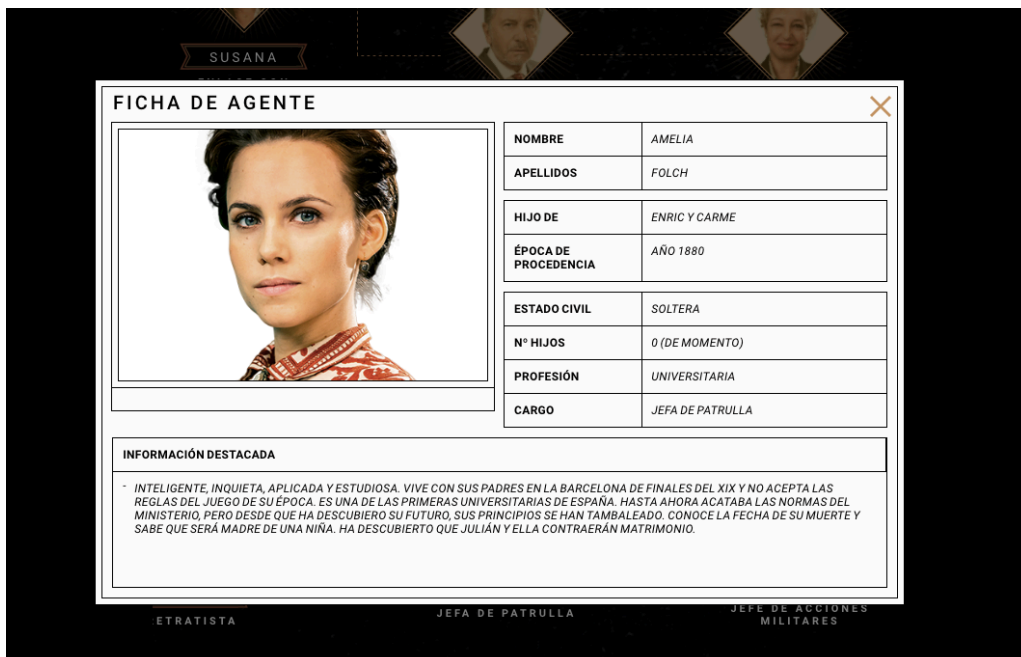 SUSANA
FICHA DE AGENTE
NOMBRE AMELIA
APELLIDOS FOLCH
HIJO DE ENRIC Y CARME
ÉPOCA DE PROCEDENCIA AÑO 1880
ESTADO CIVIL SOLTERA
Nº HIJOS 0 (DE MOMENTO)
PROFESIÓN UNIVERSITARIA
CARGO JEFA DE PATRULLA
INFORMACIÓN DESTACADA
- INTELIGENTE, INQUIETA, APLICADA Y ESTUDIOSA. VIVE CON SUS PADRES EN LA BARCELONA DE FINALES DEL XIX Y NO ACEPTA LAS
REGLAS DEL JUEGO DE SU ÉPOCA. ES UNA DE LAS PRIMERAS UNIVERSITARIAS DE ESPAÑA. HASTA AHORA ACATABA LAS NORMAS DEL
MINISTERIO, PERO DESDE QUE HA DESCUBIERO SU FUTURO, SUS PRINCIPIOS SE HAN TAMBALEADO. CONOCE LA FECHA DE SU MUERTE Y
SABE QUE SERÁ MADRE DE UNA NIÑA. HA DESCUBIERTO QUE JULIÁN Y ELLA CONTRAERÁN MATRIMONIO.
ETRATISTA
JEFA DE PATRULLA
JEFE DE ACCIONES
MILITARES